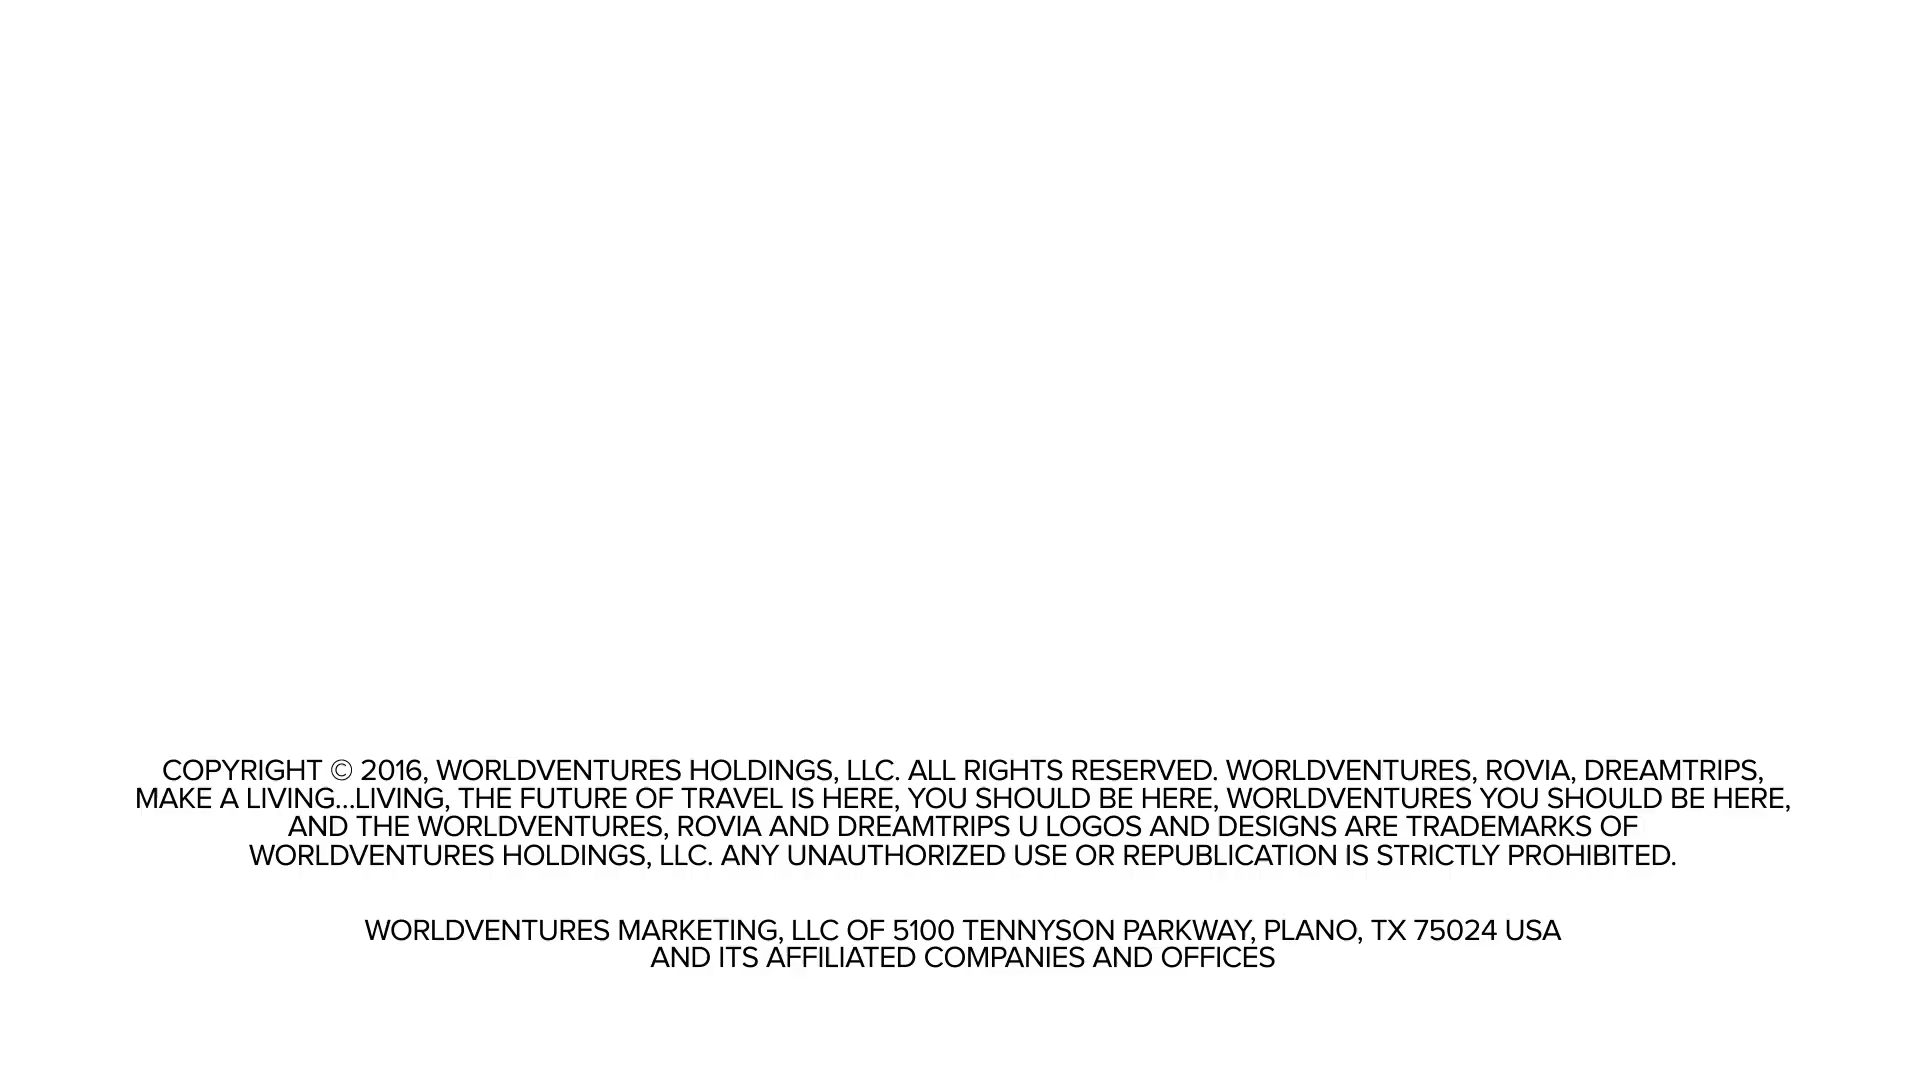 COPYRIGHT © 2016, WORLDVENTURES HOLDINGS, LLC. ALL RIGHTS RESERVED. WORLDVENTURES, ROVIA, DREAMTRIPS,
MAKE A LIVING...LIVING, THE FUTURE OF TRAVEL IS HERE, YOU SHOULD BE HERE, WORLDVENTURES YOU SHOULD BE HERE,
AND THE WORLDVENTURES, ROVIA AND DREAMTRIPS U LOGOS AND DESIGNS ARE TRADEMARKS OF
WORLDVENTURES HOLDINGS, LLC. ANY UNAUTHORIZED USE OR REPUBLICATION IS STRICTLY PROHIBITED.
WORLDVENTURES MARKETING, LLC OF 5100 TENNYSON PARKWAY, PLANO, TX 75024 USA
AND ITS AFFILIATED COMPANIES AND OFFICES